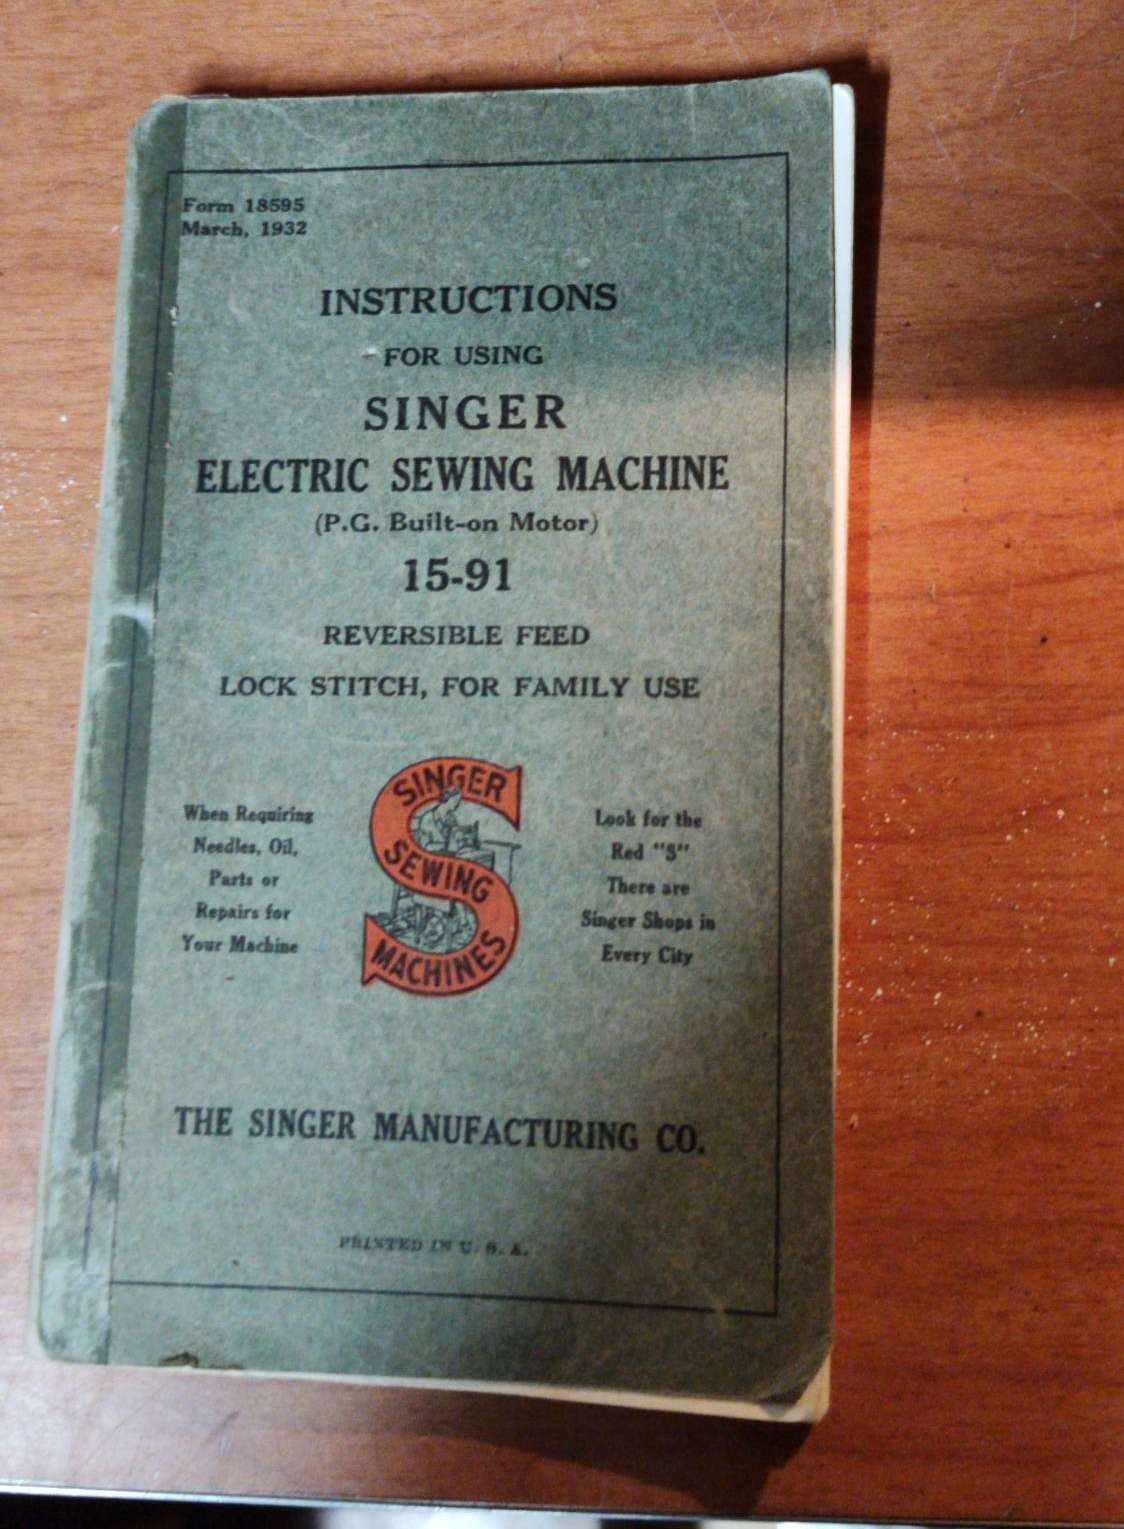 Form 18595
March, 1932
INSTRUCTIONS
FOR USING
SINGER
ELECTRIC SEWING MACHINE
(P.G. Built-on Motor)
15-91
REVERSIBLE FEED
LOCK STITCH, FOR FAMILY USE
When Requiring
Needles, Oil,
Parts or
Repairs for
Your Machine
SINGER
SEWING
MACHINES
Look for the
Red "S"
There are
Singer Shops in
Every City
THE SINGER MANUFACTURING CO.
PRINTED IN U. S. A.